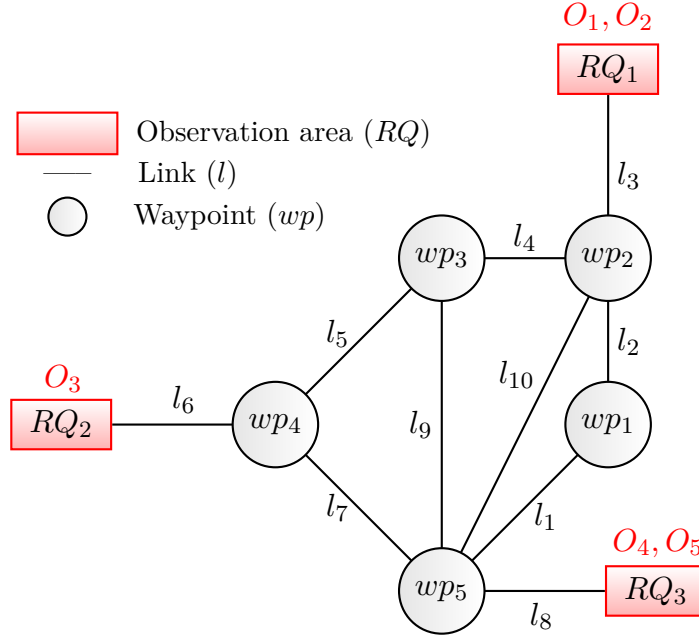 O₁, O₂
RQ₁
Observation area (RQ)
Link (l)
l₃
Waypoint (wp)
wp₃
l₄
wp₂
l₅
l₂
O₃
l₁₀
RQ₂
l₆
wp₄
l₉
wp₁
l₇
l₁
O₄, O₅
wp₅
RQ₃
l₈